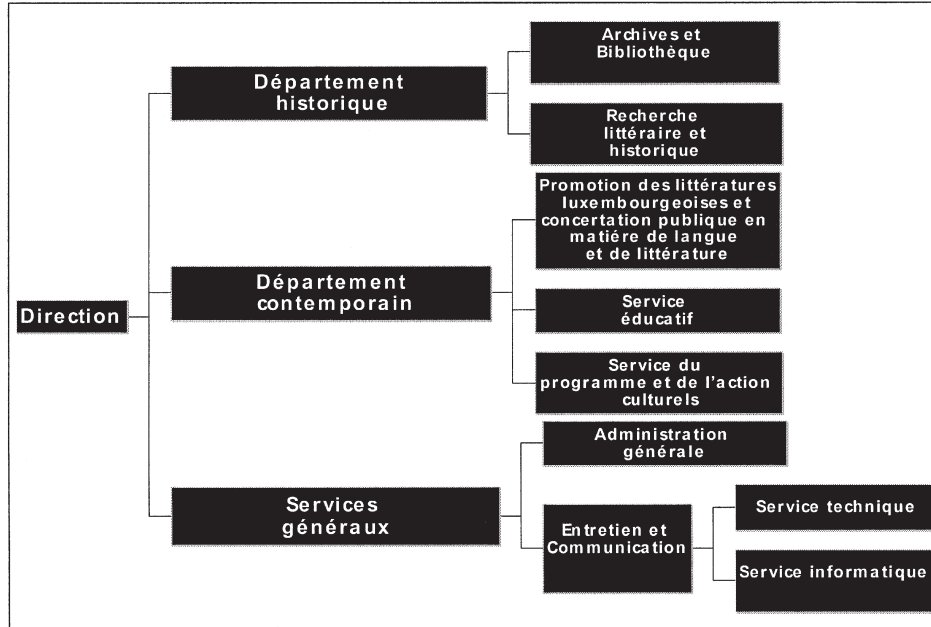 Direction
Département
historique
Archives et
Bibliothèque
Recherche
littéraire et
historique
Département
contemporain
Promotion des littératures
luxembourgeoises et
concertation publique en
matiére de langue
et de littérature
Service
éducatif
Service du
programme et de l'action
culturels
Services
généraux
Administration
générale
Entretien et
Communication
Service technique
Service informatique